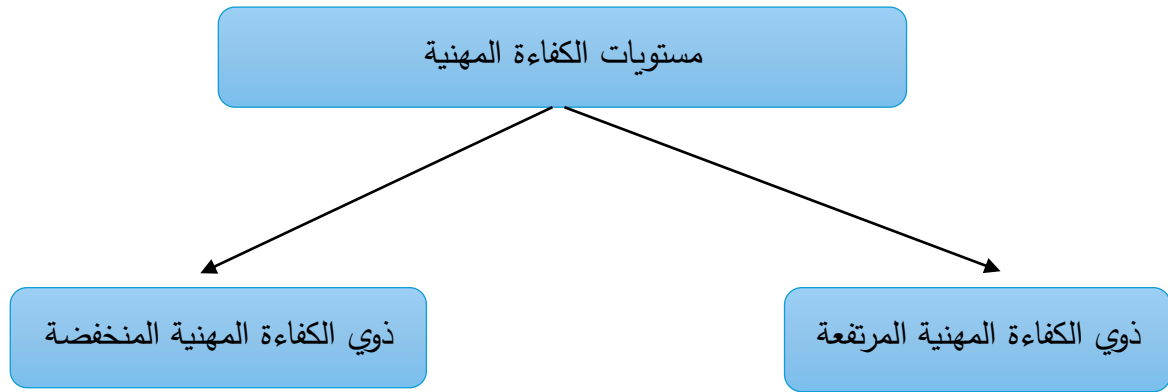 مستويات الكفاءة المهنية
ذوي الكفاءة المهنية المرتفعة
ذوي الكفاءة المهنية المنخفضة